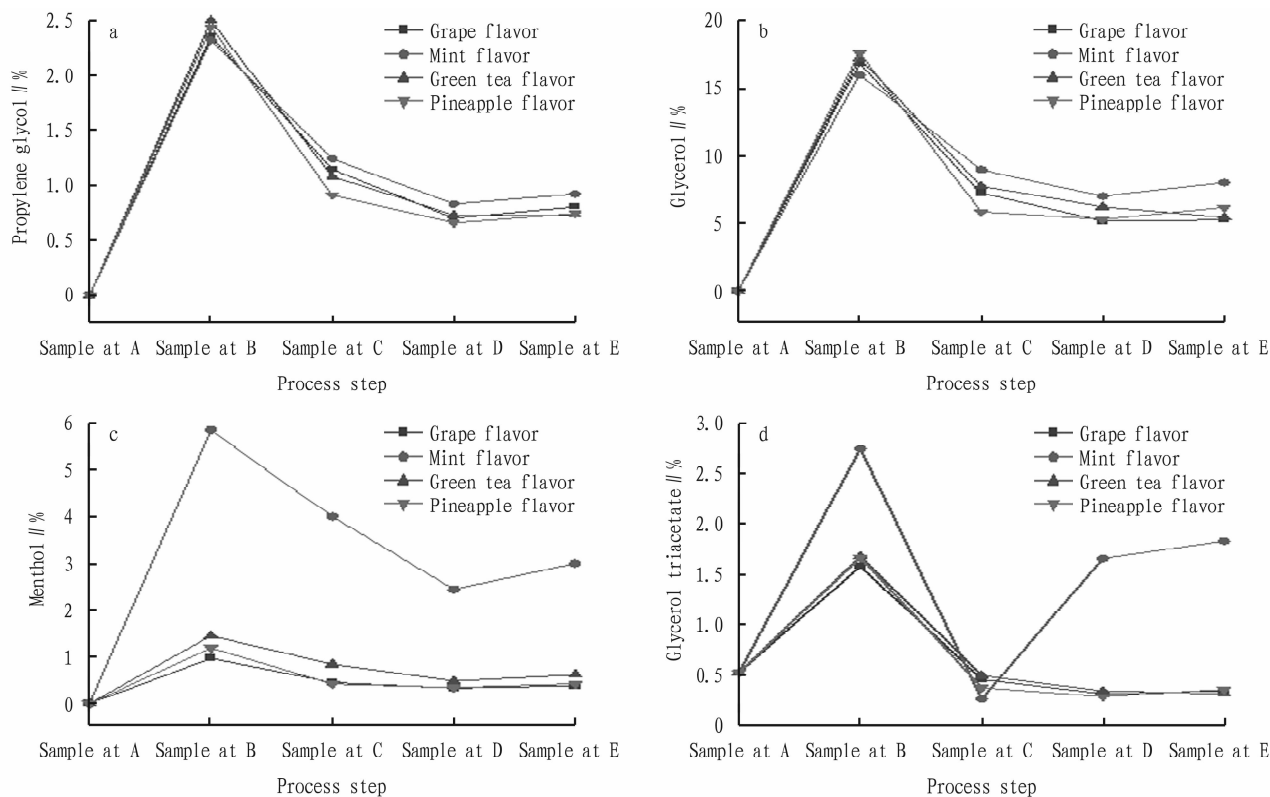 a
Grape flavor
Mint flavor
Green tea flavor
Pineapple flavor
2.5
2.0
1.5
1.0
0.5
0
Propylene glycol∥%
Sample at A Sample at B Sample at C Sample at D Sample at E
Process step
b
Grape flavor
Mint flavor
Green tea flavor
Pineapple flavor
20
15
10
5
0
Glycerol∥%
Sample at A Sample at B Sample at C Sample at D Sample at E
Process step
c
Grape flavor
Mint flavor
Green tea flavor
Pineapple flavor
6
5
4
3
2
1
0
Menthol∥%
Sample at A Sample at B Sample at C Sample at D Sample at E
Process step
d
Grape flavor
Mint flavor
Green tea flavor
Pineapple flavor
3.0
2.5
2.0
1.5
1.0
0.5
0
Glycerol triacetate∥%
Sample at A Sample at B Sample at C Sample at D Sample at E
Process step